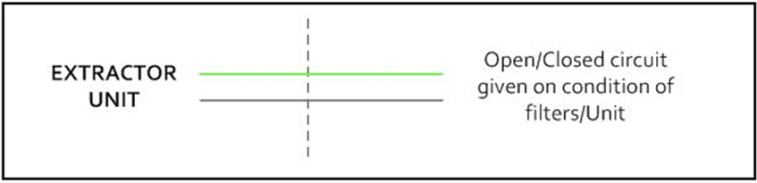 EXTRACTOR
UNIT
Open/Closed circuit
given on condition of
filters/Unit